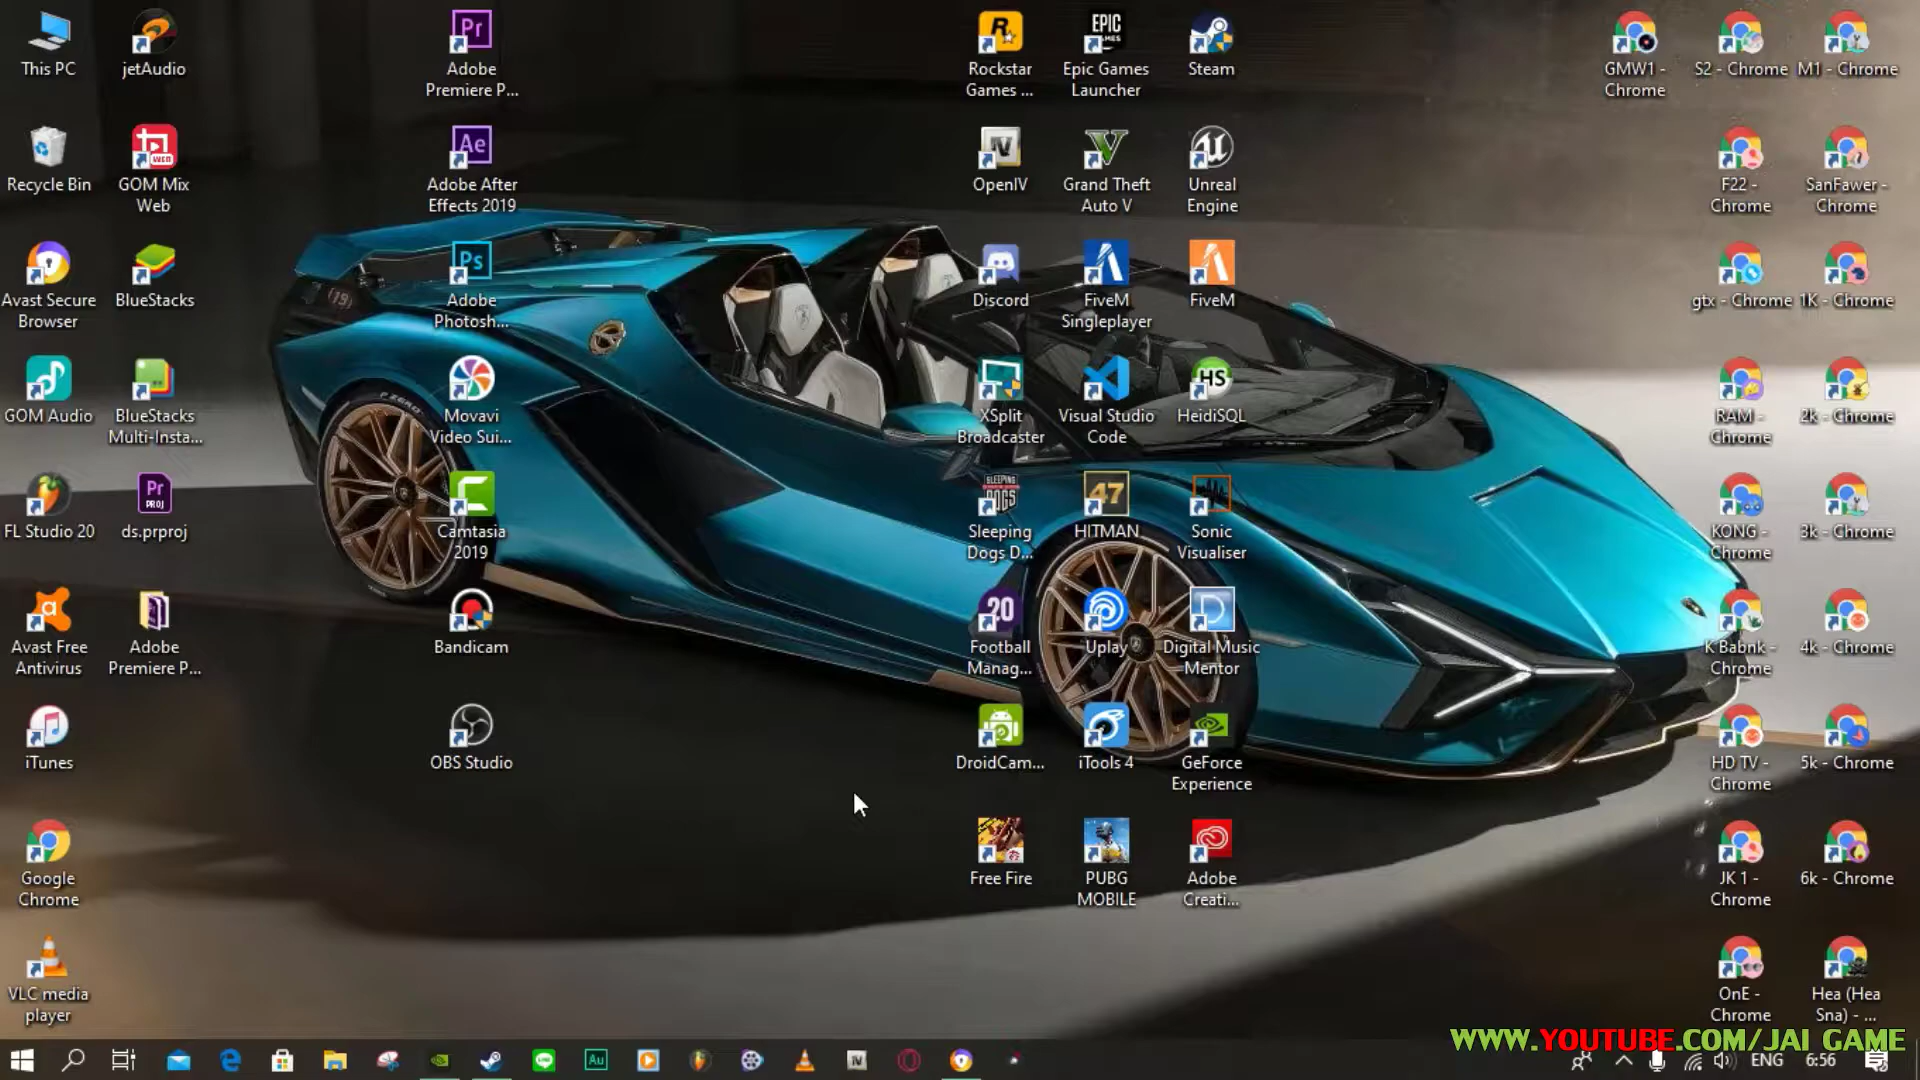 This PC
jetAudio
Adobe
Premiere P...
Rockstar
Games ...
Epic Games
Launcher
Steam
GMW1 -
Chrome
S2 - Chrome
M1 - Chrome
Recycle Bin
GOM Mix
Web
Adobe After
Effects 2019
OpenIV
Grand Theft
Auto V
Unreal
Engine
F22 -
Chrome
SanFawer -
Chrome
Avast Secure
Browser
BlueStacks
Adobe
Photosh...
Discord
FiveM
Singleplayer
FiveM
gtx - Chrome
1K - Chrome
GOM Audio
BlueStacks
Multi-Insta...
Movavi
Video Sui...
XSplit
Broadcaster
Visual Studio
Code
HeidiSQL
RAM -
Chrome
2k - Chrome
FL Studio 20
ds.prproj
Camtasia
2019
Sleeping
Dogs D...
HITMAN
Sonic
Visualiser
KONG -
Chrome
3k - Chrome
Avast Free
Antivirus
Adobe
Premiere P...
Bandicam
Football
Manag...
Uplay
Digital Music
Mentor
K Babnk -
Chrome
4k - Chrome
iTunes
OBS Studio
DroidCam...
iTools 4
GeForce
Experience
HD TV -
Chrome
5k - Chrome
Google
Chrome
Free Fire
PUBG
MOBILE
Adobe
Creati...
JK 1 -
Chrome
6k - Chrome
VLC media
player
OnE -
Chrome
Hea (Hea
Sna) - ...
WWW.YOUTUBE.COM/JAI GAME
ENG
6:56